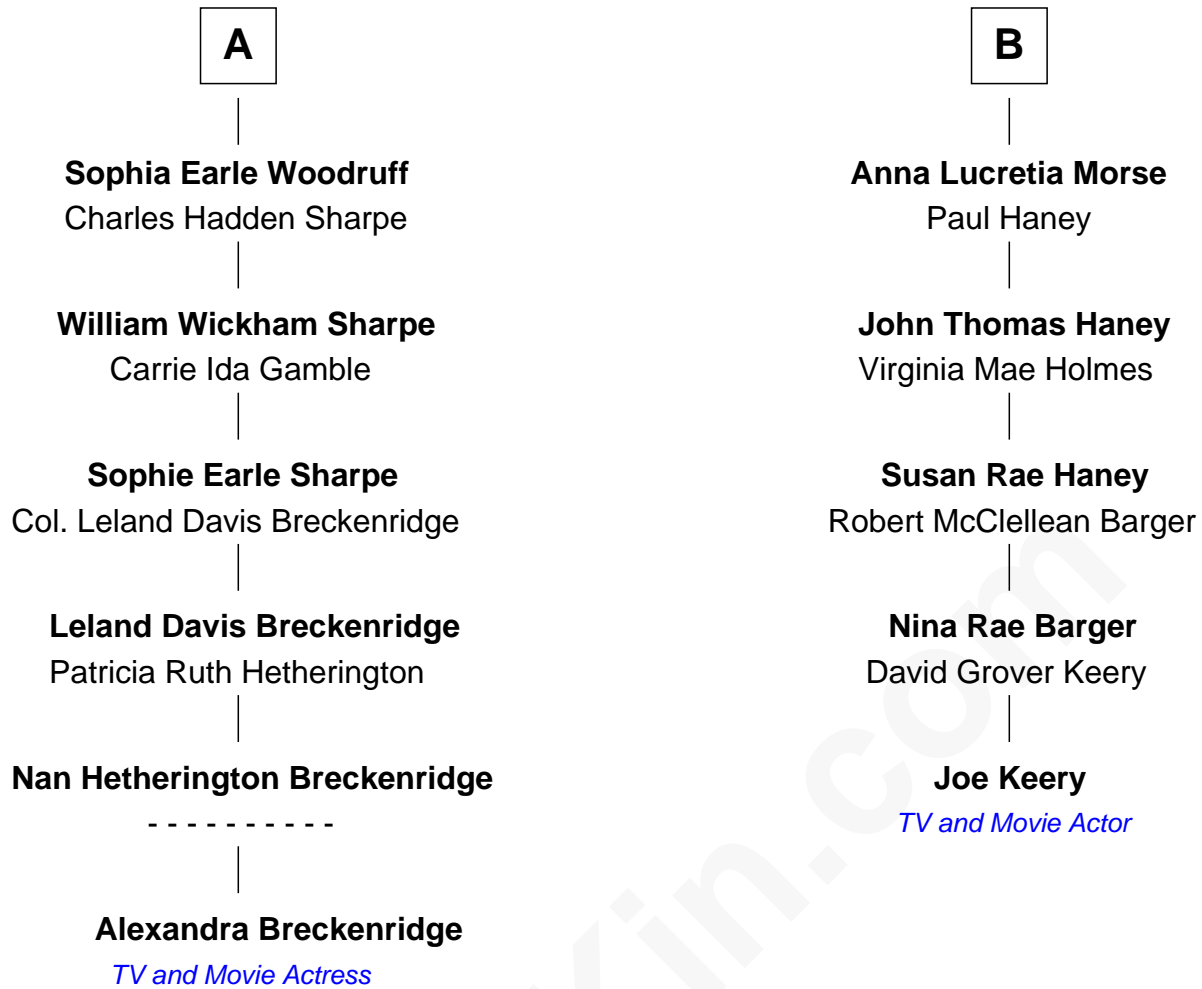 A
Sophia Earle Woodruff
Charles Hadden Sharpe
William Wickham Sharpe
Carrie Ida Gamble
Sophie Earle Sharpe
Col. Leland Davis Breckenridge
Leland Davis Breckenridge
Patricia Ruth Hetherington
Nan Hetherington Breckenridge
- - - - - - - - - -
Alexandra Breckenridge
TV and Movie Actress
B
Anna Lucretia Morse
Paul Haney
John Thomas Haney
Virginia Mae Holmes
Susan Rae Haney
Robert McClellean Barger
Nina Rae Barger
David Grover Keery
Joe Keery
TV and Movie Actor